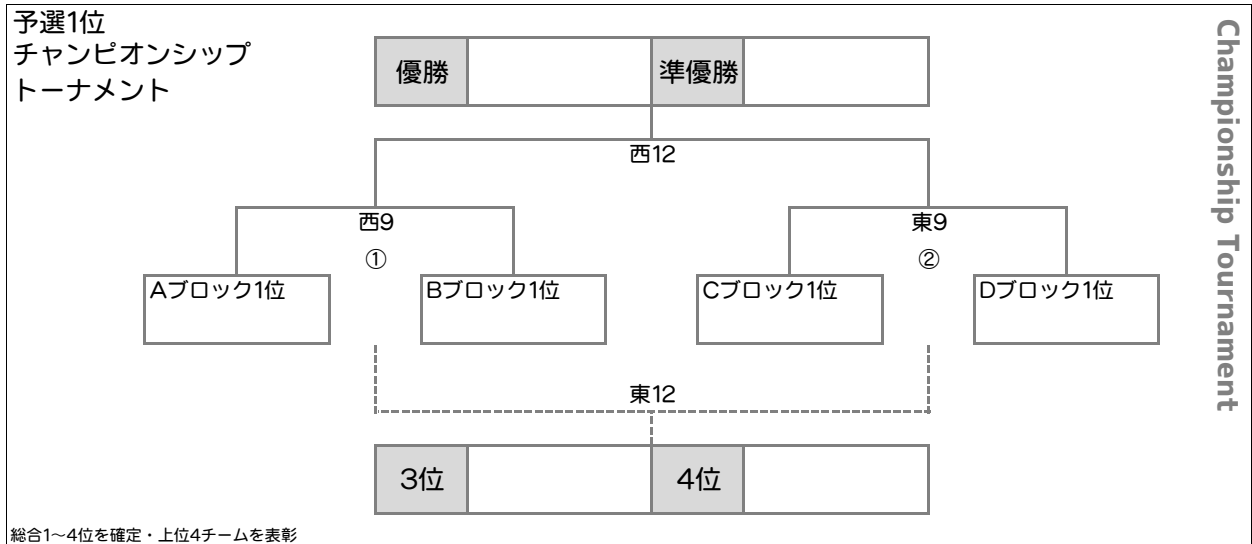 予選1位
チャンピオンシップ
トーナメント
優勝
準優勝
西12
西9
東9
①
②
Aブロック1位
Bブロック1位
Cブロック1位
Dブロック1位
東12
3位
4位
総合1～4位を確定・上位4チームを表彰
Championship Tournament